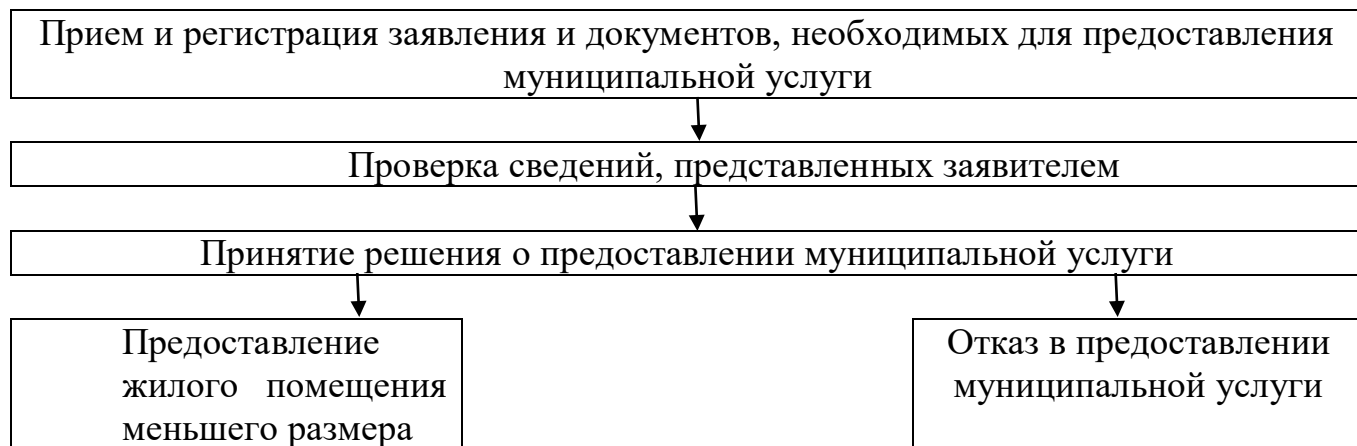 Прием и регистрация заявления и документов, необходимых для предоставления
муниципальной услуги
Проверка сведений, представленных заявителем
Принятие решения о предоставлении муниципальной услуги
Предоставление
жилого помещения
меньшего размера
Отказ в предоставлении
муниципальной услуги